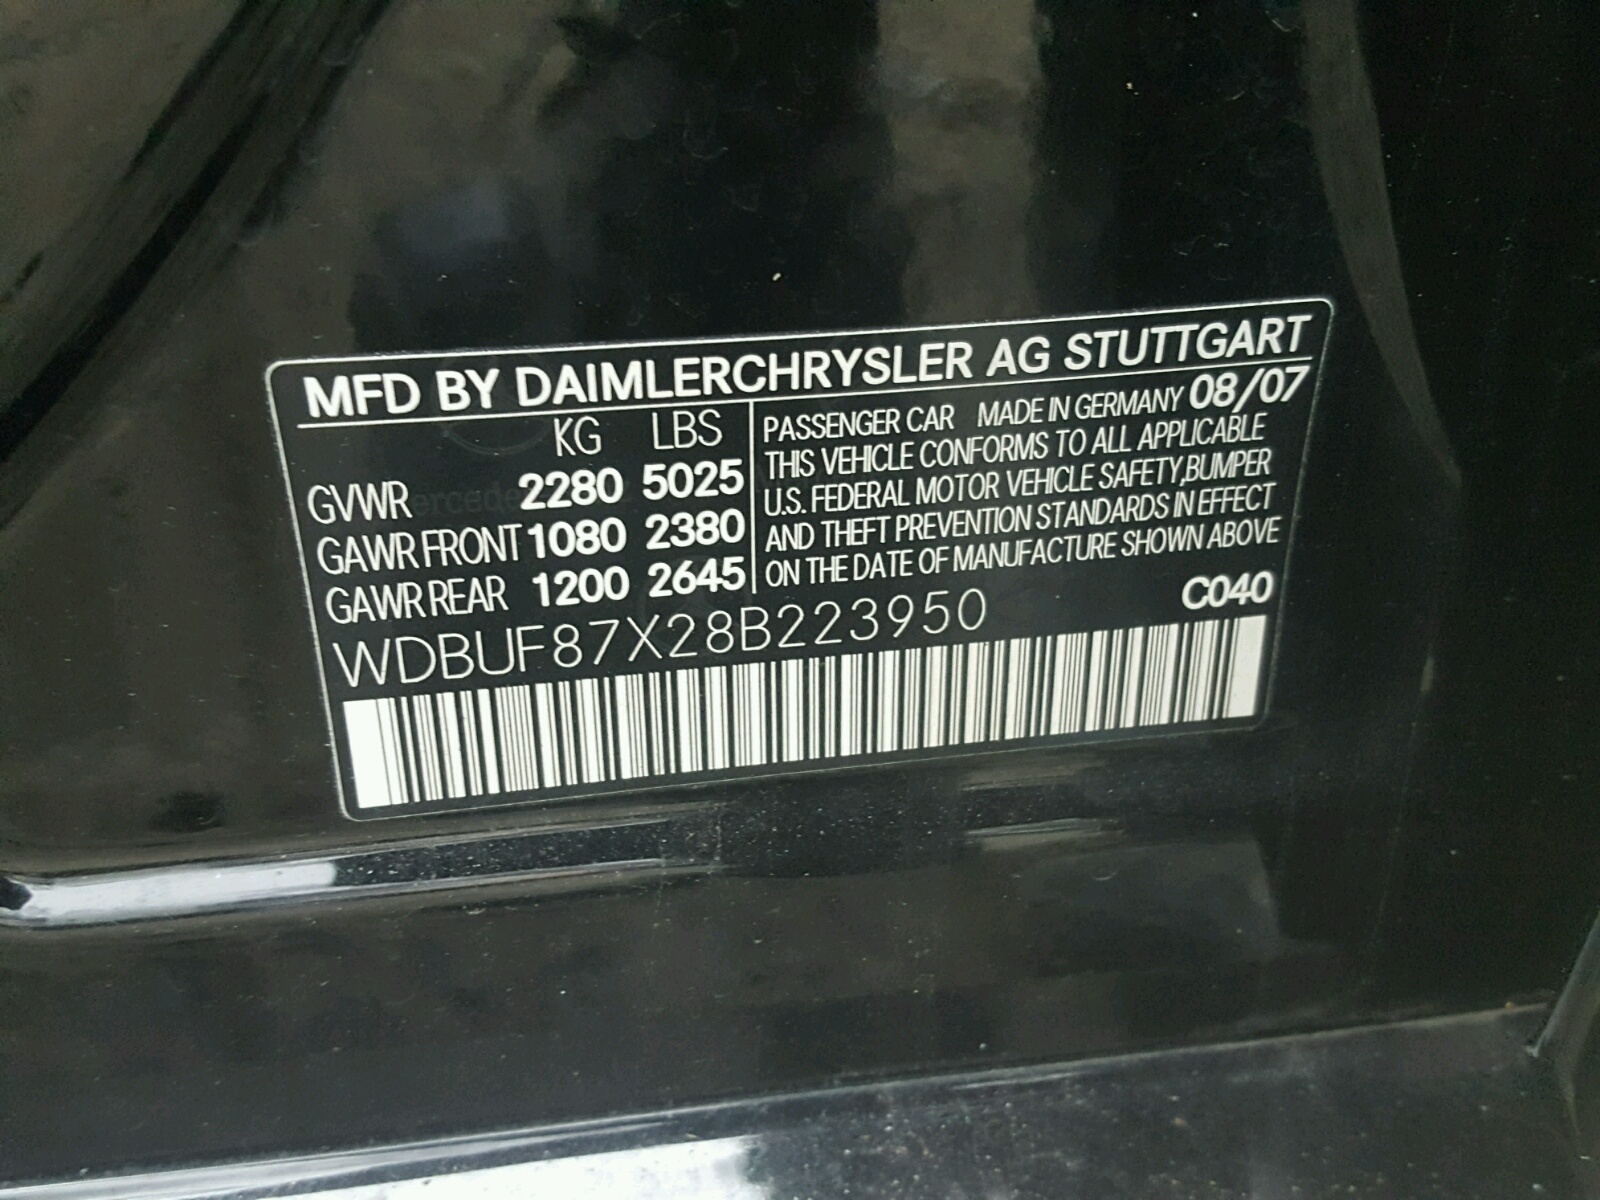 MFD BY DAIMLERCHRYSLER AG STUTTGART
KG LBS
GVWR 2280 5025
GAWR FRONT 1080 2380
GAWR REAR 1200 2645
PASSENGER CAR MADE IN GERMANY 08/07
THIS VEHICLE CONFORMS TO ALL APPLICABLE
U.S. FEDERAL MOTOR VEHICLE SAFETY,BUMPER
AND THEFT PREVENTION STANDARDS IN EFFECT
ON THE DATE OF MANUFACTURE SHOWN ABOVE
WDBUF87X28B223950
C040